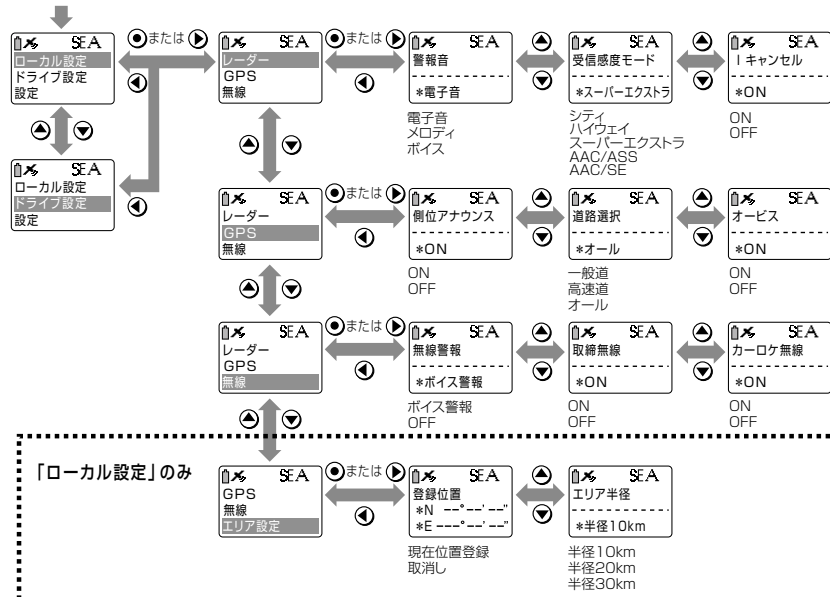 SEA
ローカル設定
ドライブ設定
設定
または
SEA
レーダー
GPS
無線
または
SEA
警報音
*電子音
電子音
メロディ
ボイス
SEA
受信感度モード
*スーパーエクストラ
シティ
ハイウェイ
スーパーエクストラ
AAC/ASS
AAC/SE
SEA
Iキャンセル
*ON
ON
OFF
SEA
ローカル設定
ドライブ設定
設定
SEA
レーダー
GPS
無線
または
SEA
側位アナウンス
*ON
ON
OFF
SEA
道路選択
*オール
一般道
高速道
オール
SEA
オービス
*ON
ON
OFF
SEA
レーダー
GPS
無線
または
SEA
無線警報
*ボイス警報
ボイス警報
OFF
SEA
取締無線
*ON
ON
OFF
SEA
カーロケ無線
*ON
ON
OFF
「ローカル設定」のみ
SEA
GPS
無線
エリア設定
または
SEA
登録位置
*N --°--'--"
*E ---°--'--"
現在位置登録
取消し
SEA
エリア半径
*半径10km
半径10km
半径20km
半径30km